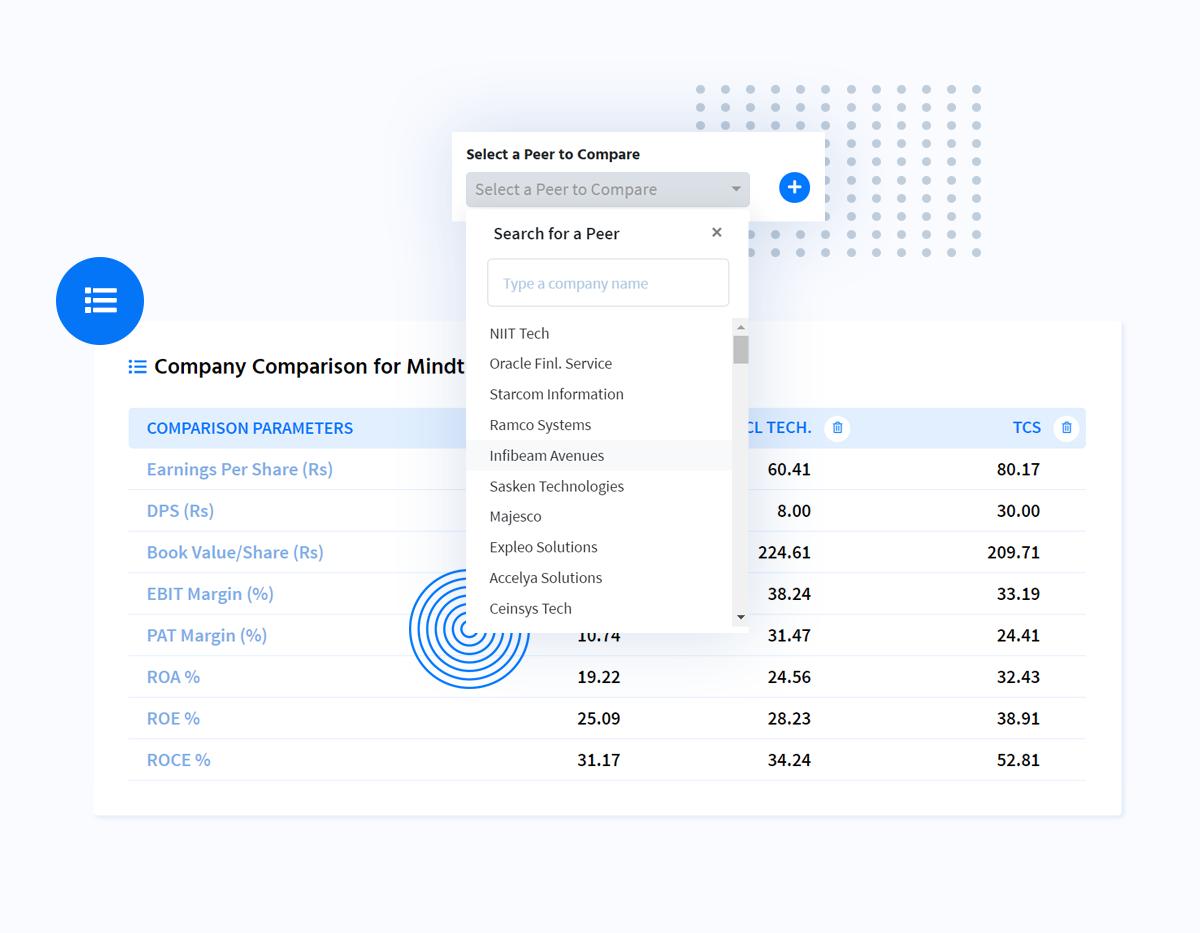 Select a Peer to Compare
Select a Peer to Compare
Search for a Peer
Type a company name
NIIT Tech
Oracle Finl. Service
Starcom Information
Ramco Systems
Infibeam Avenues
Sasken Technologies
Majesco
Expleo Solutions
Accelya Solutions
Ceinsys Tech
Company Comparison for Mindt
COMPARISON PARAMETERS CL TECH. TCS
Earnings Per Share (Rs) 60.41 80.17
DPS (Rs) 8.00 30.00
Book Value/Share (Rs) 224.61 209.71
EBIT Margin (%) 38.24 33.19
PAT Margin (%) 10.74 31.47 24.41
ROA % 19.22 24.56 32.43
ROE % 25.09 28.23 38.91
ROCE % 31.17 34.24 52.81